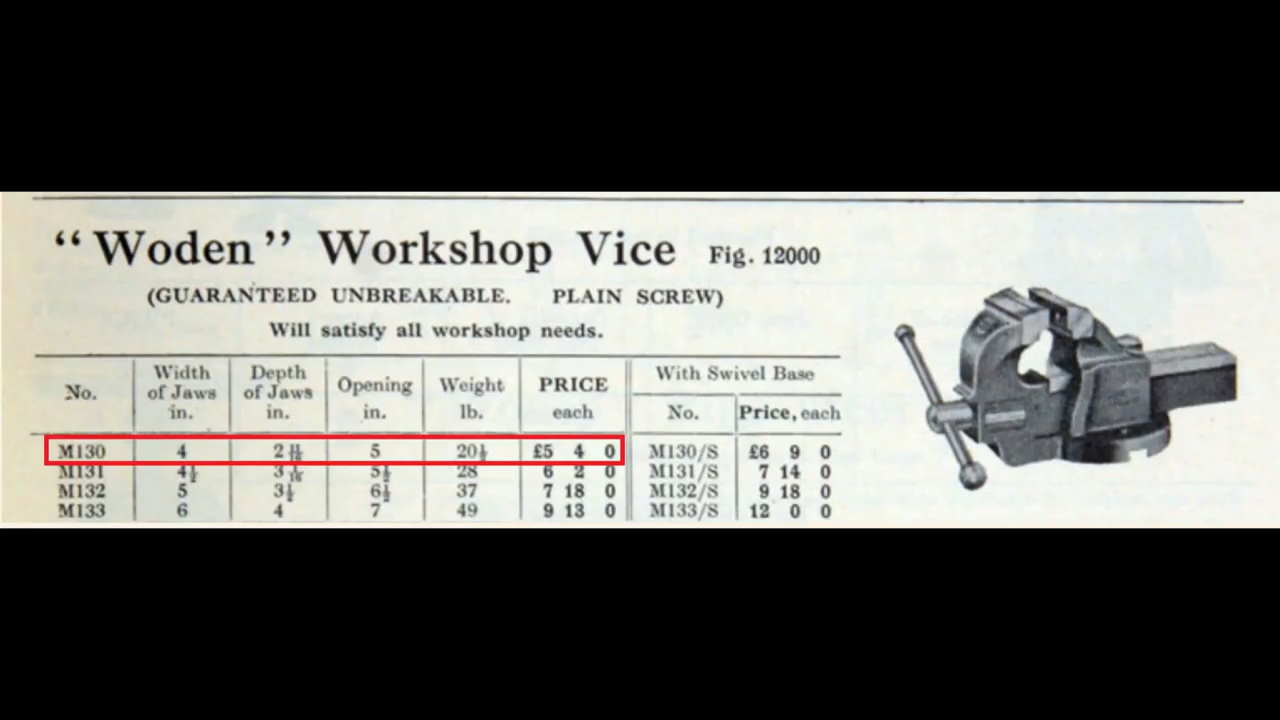 “Woden” Workshop Vice Fig. 12000
(GUARANTEED UNBREAKABLE. PLAIN SCREW)
Will satisfy all workshop needs.
No. Width of Jaws in. Depth of Jaws in. Opening in. Weight lb. PRICE each With Swivel Base No. Price, each
M130 4 2 11/16 5 20½ £5 4 0 M130/S £6 9 0
M131 4½ 3 1/16 5½ 28 6 2 0 M131/S 7 14 0
M132 5 3½ 6½ 37 7 18 0 M132/S 9 18 0
M133 6 4 7 49 9 13 0 M133/S 12 0 0